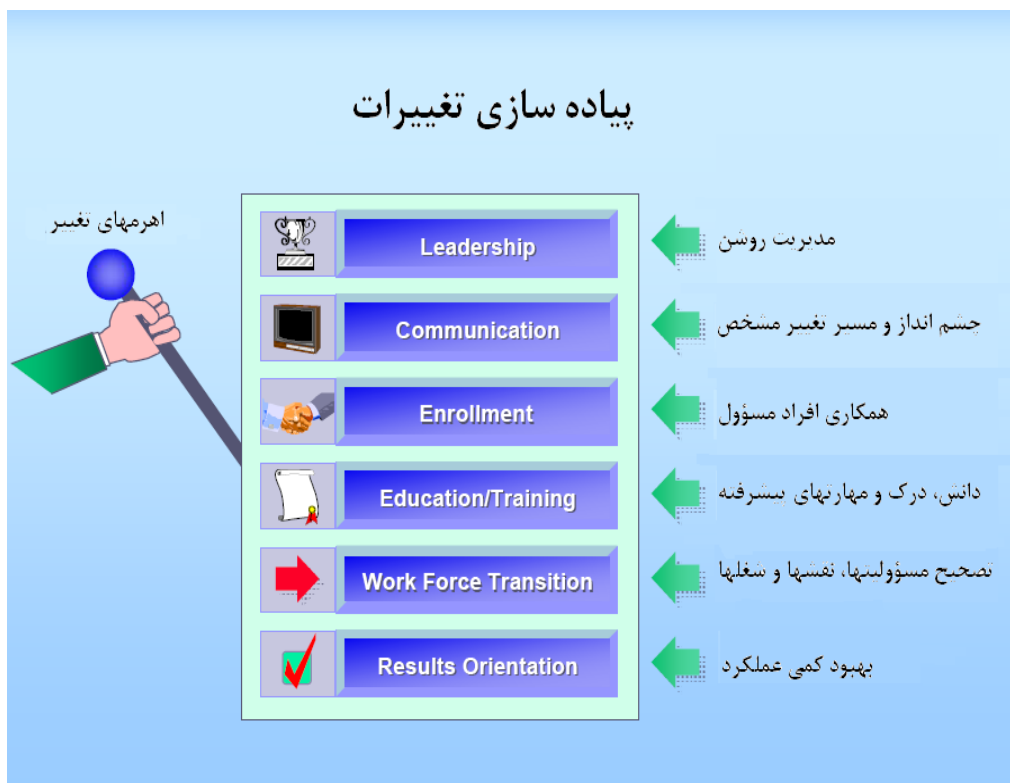 پیاده سازی تغییرات
اهرمهای تغییر
Leadership
مدیریت روشن
Communication
چشم انداز و مسیر تغییر مشخص
Enrollment
همکاری افراد مسؤول
Education/Training
دانش، درک و مهارتهای پیشرفته
Work Force Transition
تصحیح مسؤولیتها، نقشها و شغلها
Results Orientation
بهبود کمی عملکرد